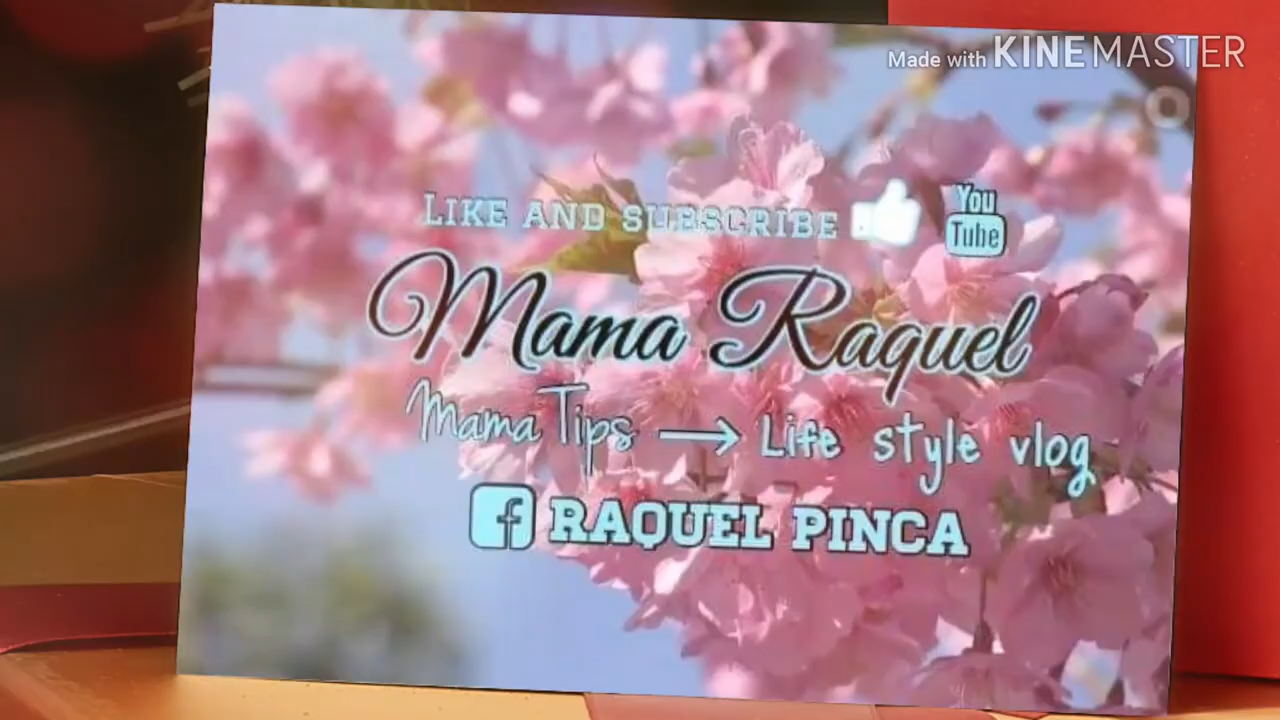 Made with KINEMASTER
LIKE AND SUBSCRIBE You Tube
Mama Raquel
Mama Tips → Life style vlog
f RAQUEL PINCA